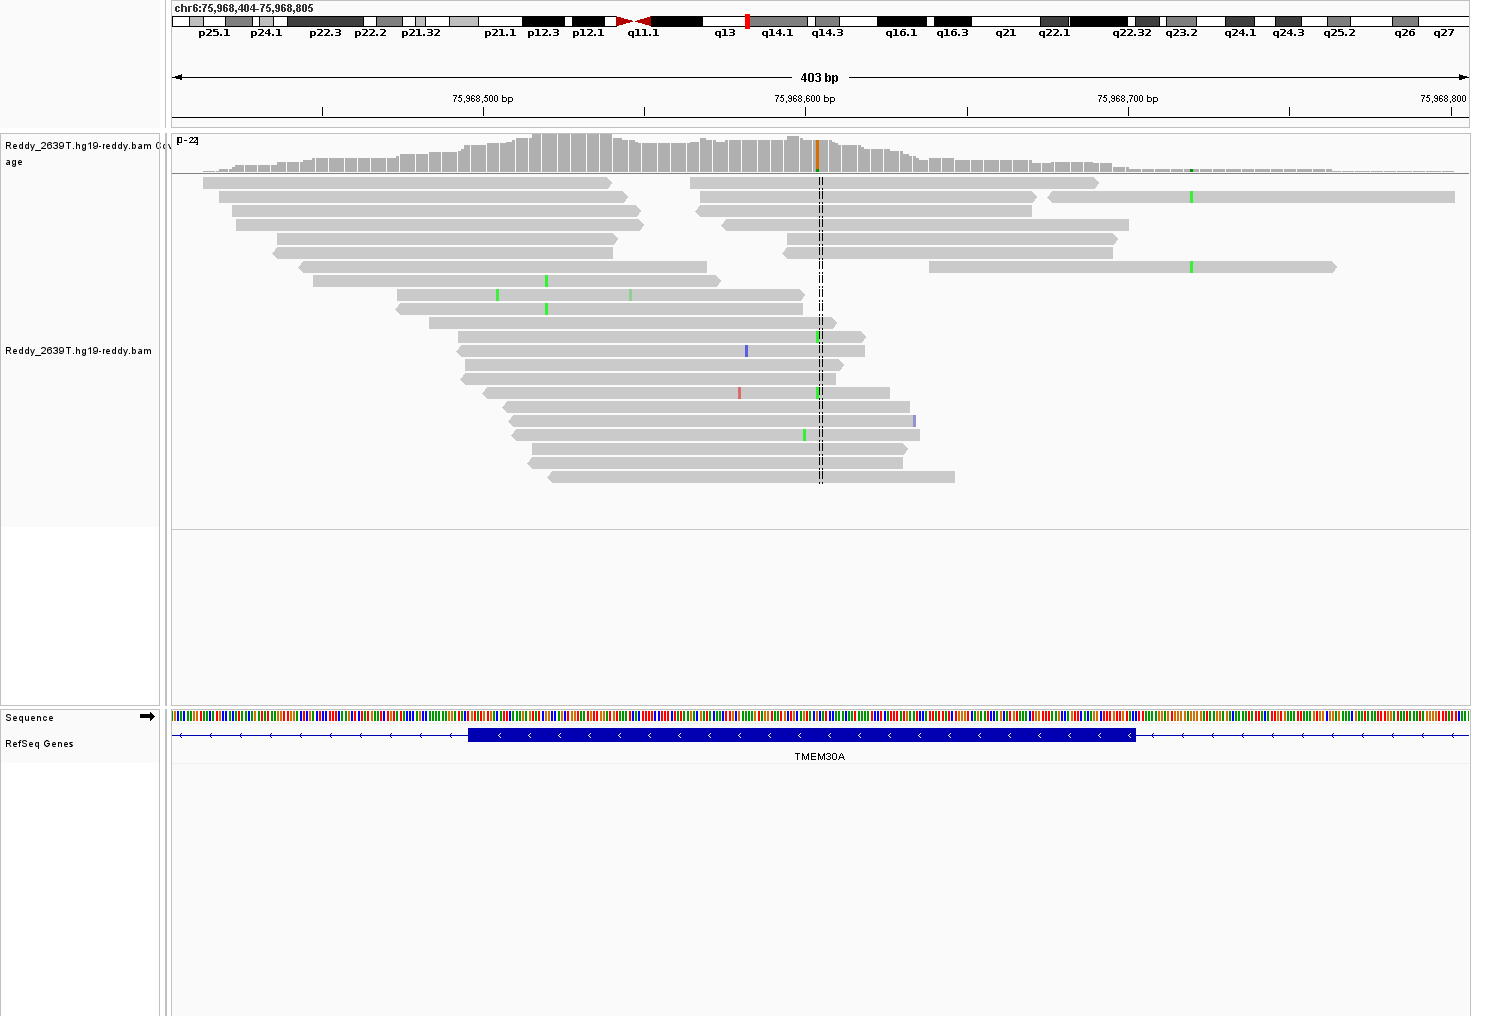 chr6:75,968,404-75,968,805
p25.1 p24.1 p22.3 p22.2 p21.32 p21.1 p12.3 p12.1 q11.1 q13 q14.1 q14.3 q16.1 q16.3 q21 q22.1 q22.32 q23.2 q24.1 q24.3 q25.2 q26 q27
403 bp
75,968,500 bp 75,968,600 bp 75,968,700 bp 75,968,800
Reddy_2639T.hg19-reddy.bam Cov
age
[0 - 22]
Reddy_2639T.hg19-reddy.bam
Sequence
RefSeq Genes
TMEM30A